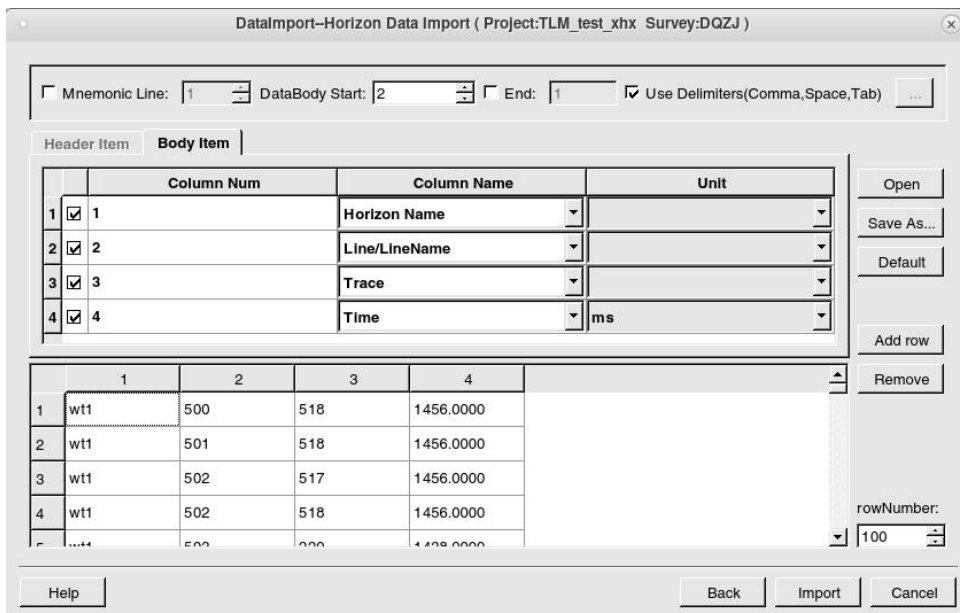 DataImport--Horizon Data Import ( Project:TLM_test_xhx Survey:DQZJ )
Mnemonic Line: 1 DataBody Start: 2 End: 1 Use Delimiters(Comma,Space,Tab) ...
Header Item Body Item
Column Num Column Name Unit
1 1 Horizon Name
2 2 Line/LineName
3 3 Trace
4 4 Time ms
Open
Save As...
Default
Add row
Remove
1 2 3 4
1 wt1 500 518 1456.0000
2 wt1 501 518 1456.0000
3 wt1 502 517 1456.0000
4 wt1 502 518 1456.0000
rowNumber:
100
Help Back Import Cancel